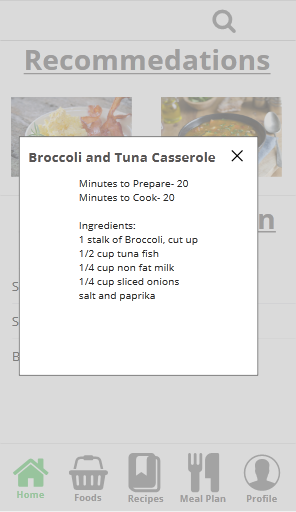 Recommedations
Broccoli and Tuna Casserole
Minutes to Prepare- 20
Minutes to Cook- 20
Ingredients:
1 stalk of Broccoli, cut up
1/2 cup tuna fish
1/4 cup non fat milk
1/4 cup sliced onions
salt and paprika
Home
Foods
Recipes
Meal Plan
Profile